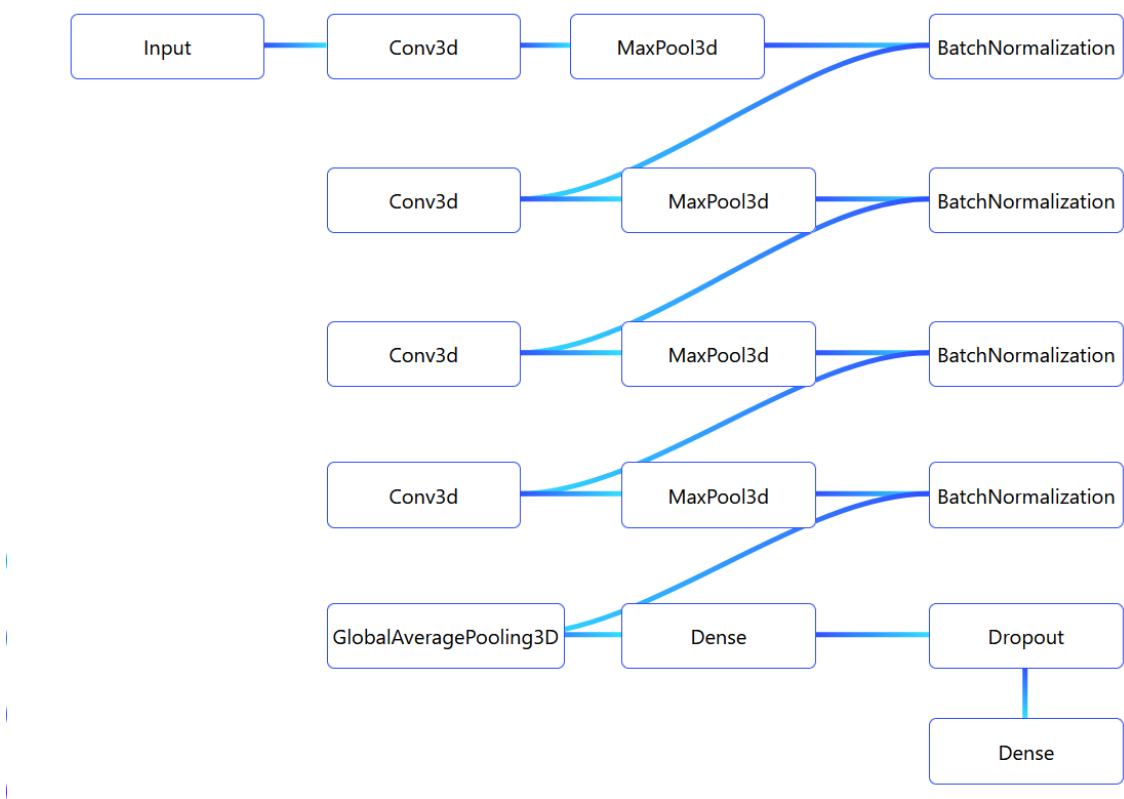 Input
Conv3d
MaxPool3d
BatchNormalization
Conv3d
MaxPool3d
BatchNormalization
Conv3d
MaxPool3d
BatchNormalization
Conv3d
MaxPool3d
BatchNormalization
GlobalAveragePooling3D
Dense
Dropout
Dense